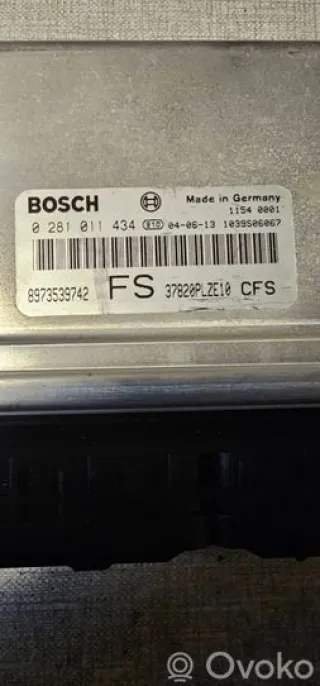 BOSCH
Made in Germany
1154 0001
0 281 011 434 810 04-06-13 1039S06067
8973539742 FS 37820PLZE10 CFS
Ovoko